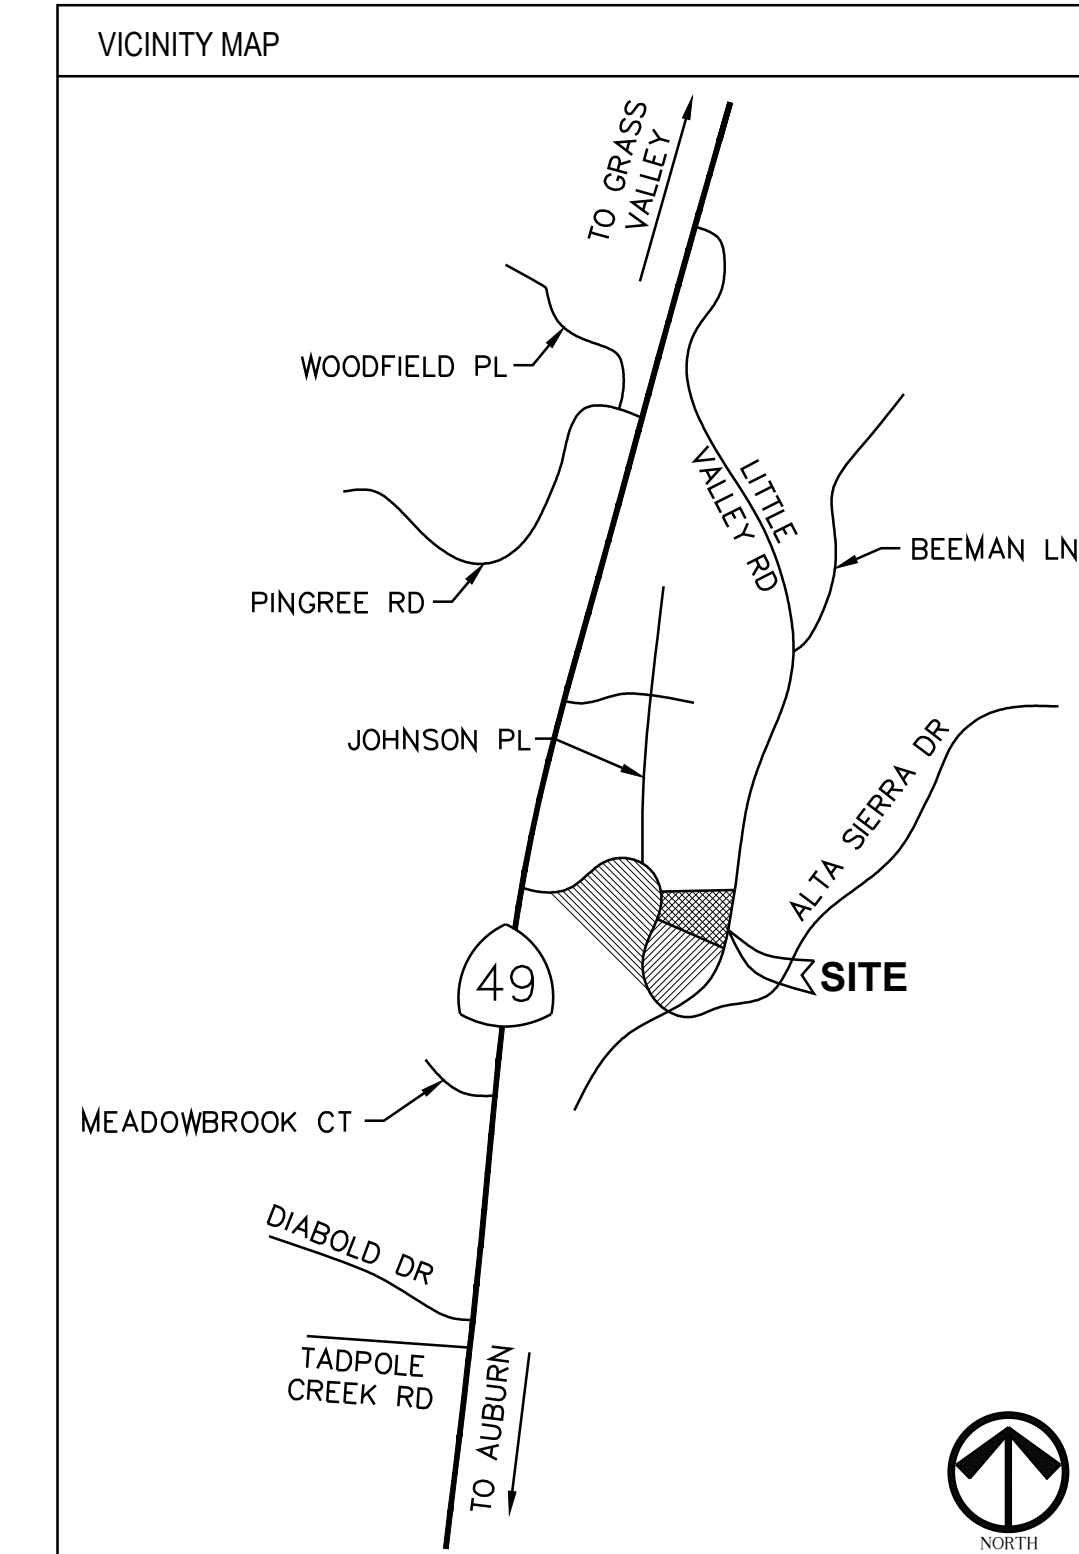 VICINITY MAP
TO GRASS
VALLEY
WOODFIELD PL
LITTLE
VALLEY RD
BEEMAN LN
PINGREE RD
JOHNSON PL
ALTA SIERRA DR
SITE
49
MEADOWBROOK CT
DIABOLD DR
TADPOLE
CREEK RD
TO AUBURN
NORTH